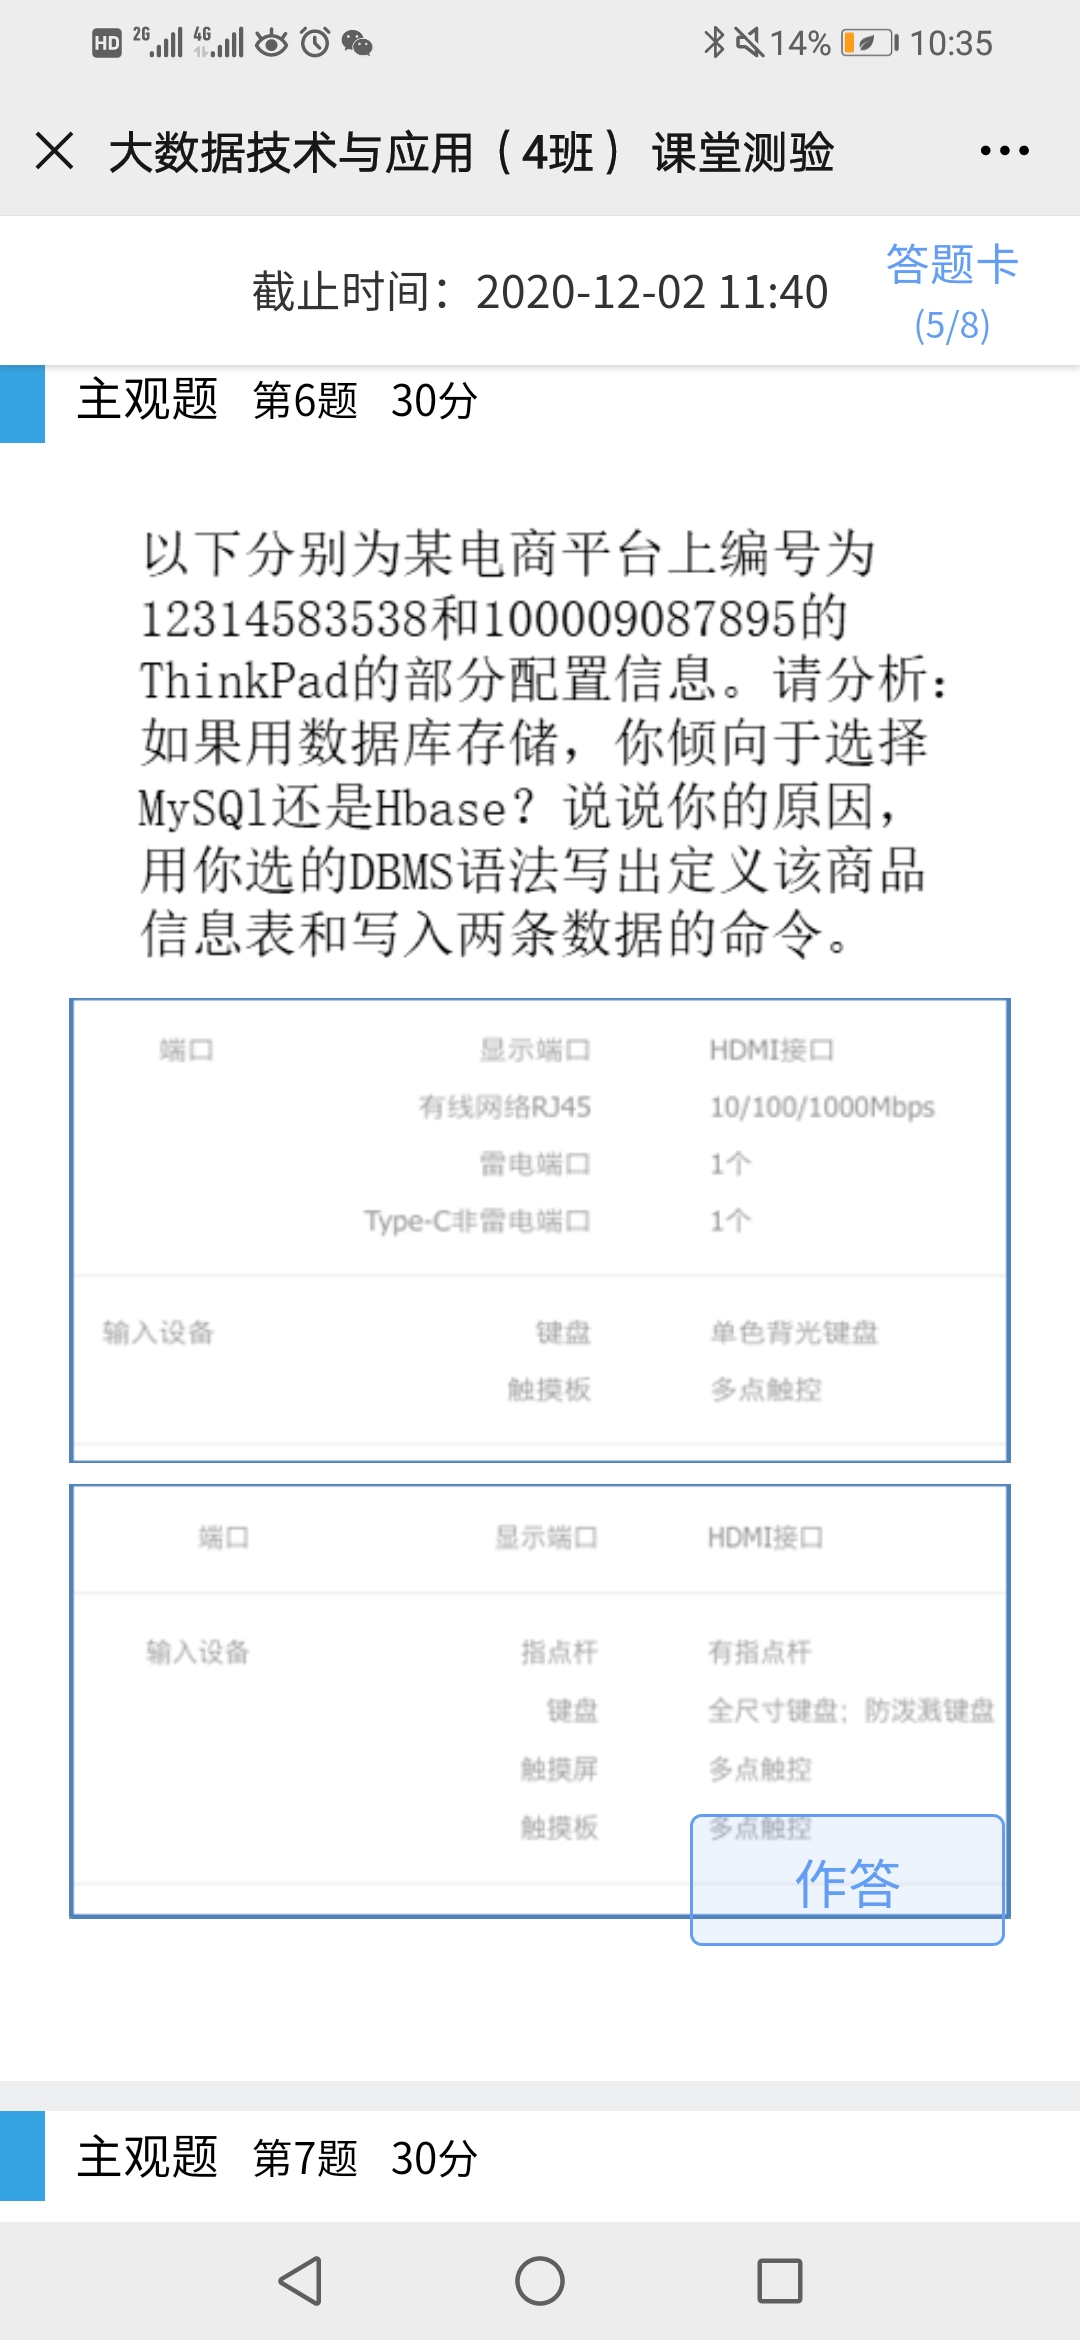 HD 2G 4G 14% 10:35
大数据技术与应用（4班） 课堂测验
截止时间：2020-12-02 11:40
答题卡
(5/8)
主观题 第6题 30分
以下分别为某电商平台上编号为
12314583538和100009087895的
ThinkPad的部分配置信息。请分析：
如果用数据库存储，你倾向于选择
MySQl还是Hbase？说说你的原因，
用你选的DBMS语法写出定义该商品
信息表和写入两条数据的命令。
端口 显示端口 HDMI接口
有线网络RJ45 10/100/1000Mbps
雷电端口 1个
Type-C非雷电端口 1个
输入设备 键盘 单色背光键盘
触摸板 多点触控
端口 显示端口 HDMI接口
输入设备 指点杆 有指点杆
键盘 全尺寸键盘；防泼溅键盘
触摸屏 多点触控
触摸板 多点触控
作答
主观题 第7题 30分